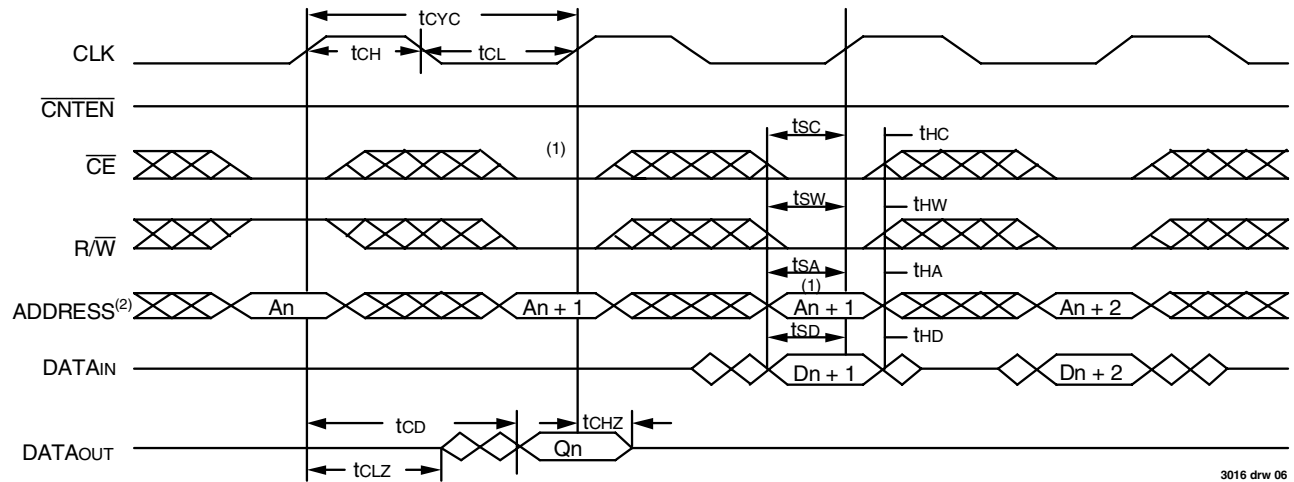 tCYC
CLK
tCH
tCL
CNTEN
tSC
tHC
CE
(1)
tSW
tHW
R/W
tSA
tHA
ADDRESS(2)
An
An + 1
(1)
An + 1
An + 2
tSD
tHD
DATAIN
Dn + 1
Dn + 2
tCD
tCHZ
DATAOUT
Qn
tCLZ
3016 drw 06